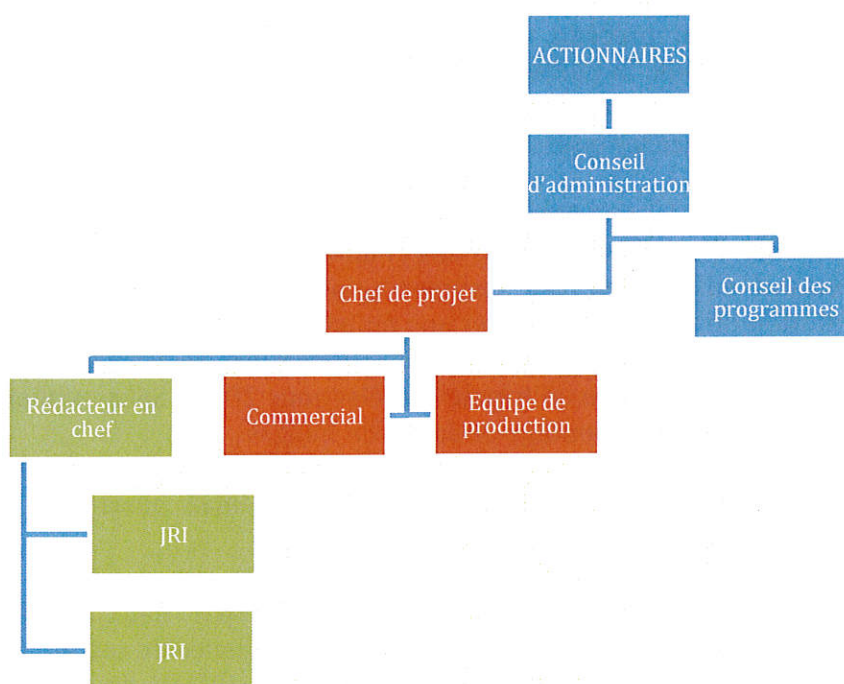 ACTIONNAIRES
Conseil
d'administration
Chef de projet
Conseil des
programmes
Rédacteur en
chef
Commercial
Equipe de
production
JRI
JRI